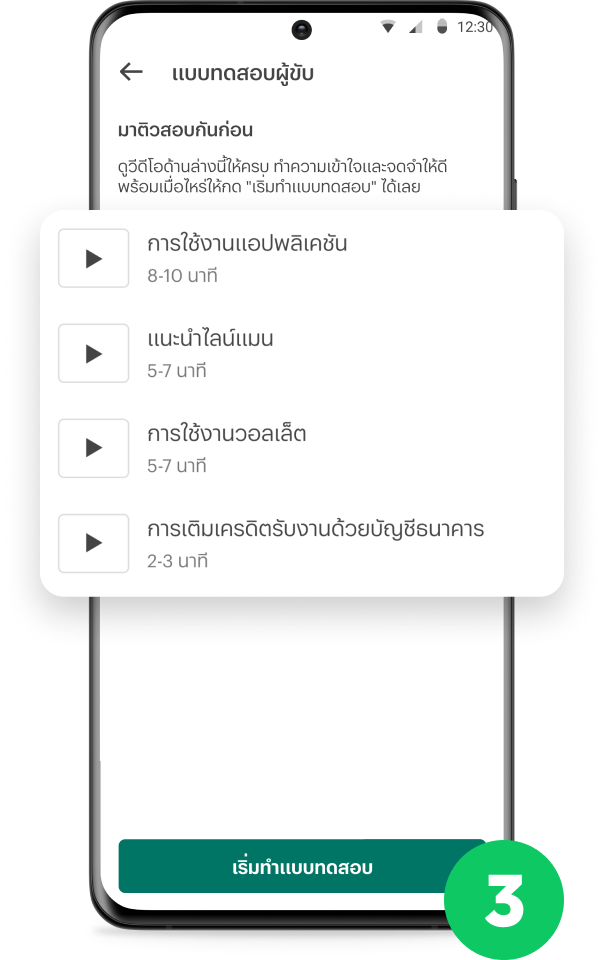 12:30
แบบทดสอบผู้ขับ
มาติวสอบกันก่อน
ดูวีดีโอด้านล่างนี้ให้ครบ ทำความเข้าใจและจดจำให้ดี
พร้อมเมื่อไหร่ให้กด "เริ่มทำแบบทดสอบ" ได้เลย
การใช้งานแอปพลิเคชัน
8-10 นาที
แนะนำไลน์แมน
5-7 นาที
การใช้งานวอลเล็ต
5-7 นาที
การเติมเครดิตรับงานด้วยบัญชีธนาคาร
2-3 นาที
เริ่มทำแบบทดสอบ
3